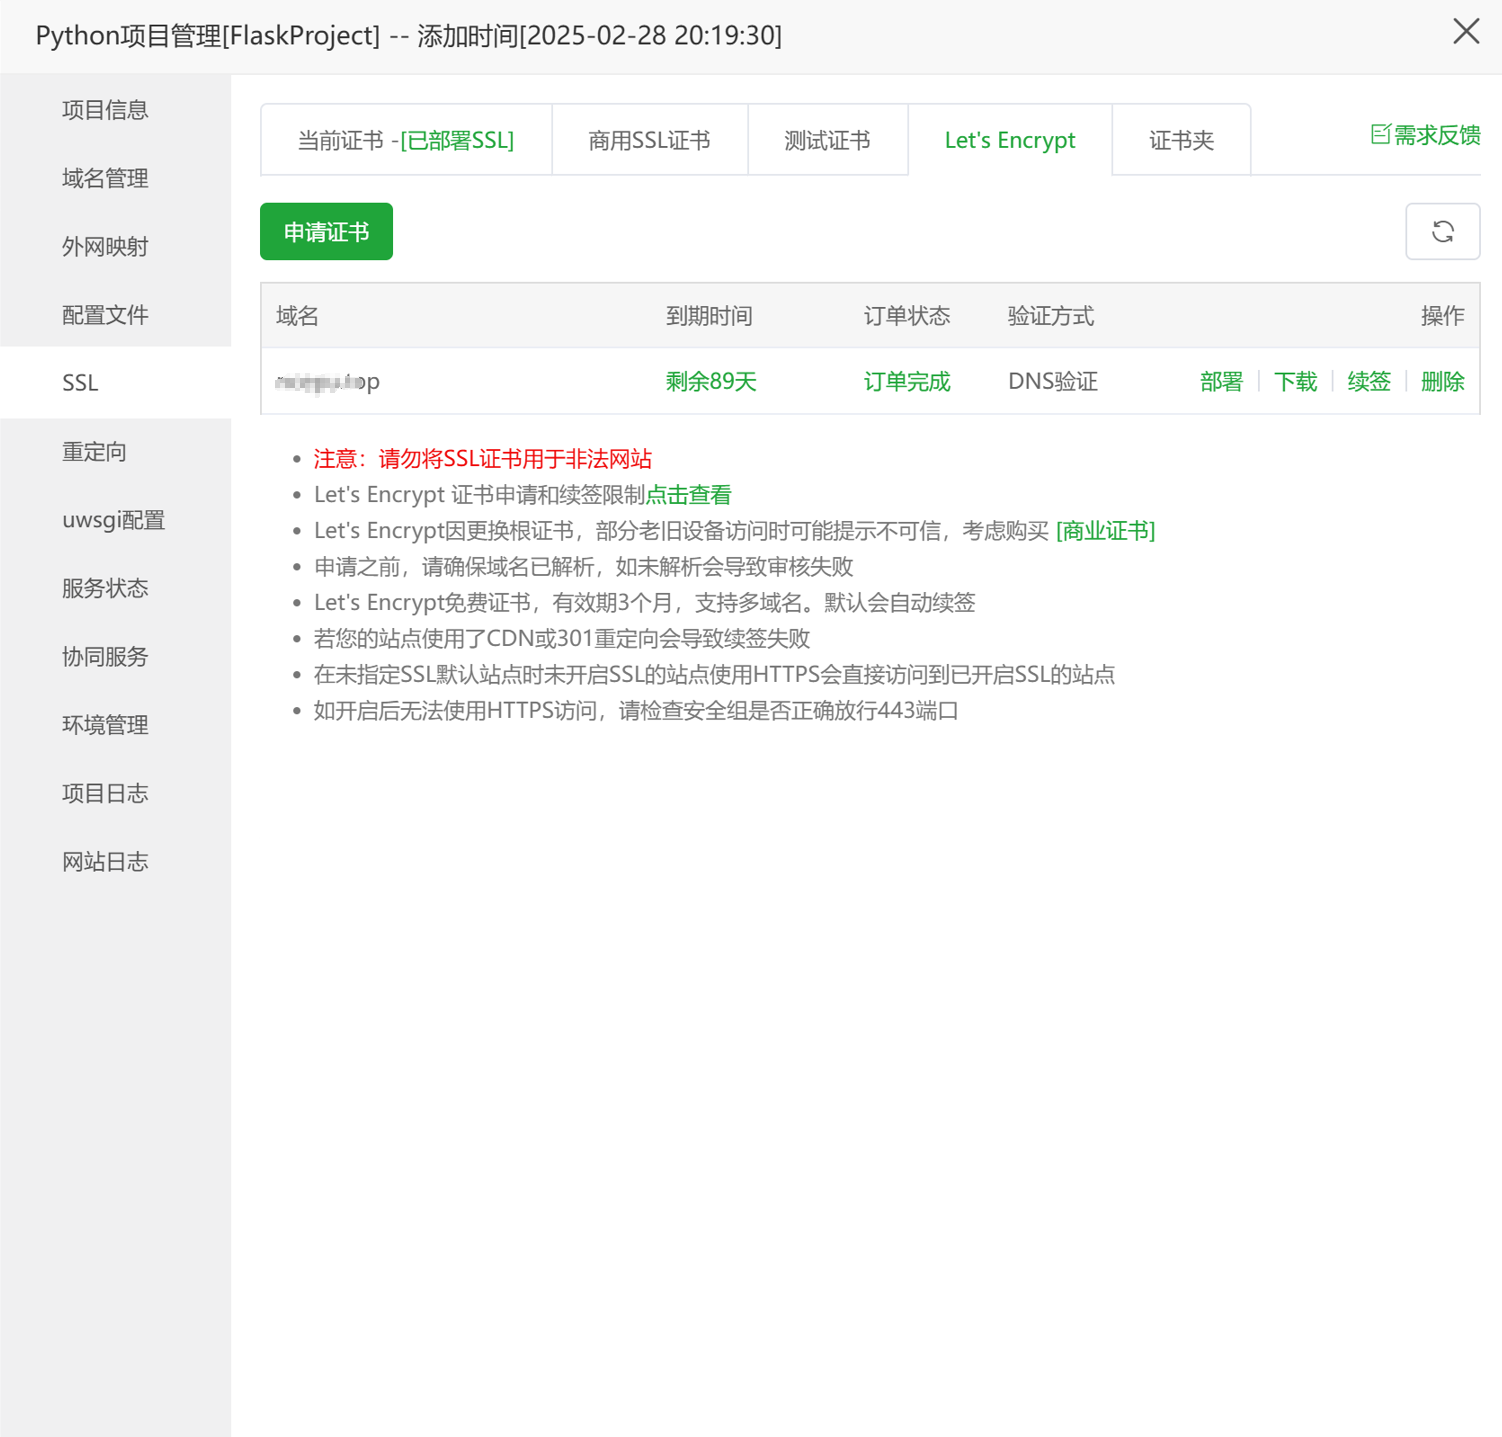 Python项目管理[FlaskProject] -- 添加时间[2025-02-28 20:19:30]
项目信息
域名管理
外网映射
配置文件
SSL
重定向
uwsgi配置
服务状态
协同服务
环境管理
项目日志
网站日志
当前证书 -[已部署SSL]
商用SSL证书
测试证书
Let's Encrypt
证书夹
需求反馈
申请证书
域名 到期时间 订单状态 验证方式 操作
剩余89天 订单完成 DNS验证 部署 下载 续签 删除
注意：请勿将SSL证书用于非法网站
Let's Encrypt 证书申请和续签限制点击查看
Let's Encrypt因更换根证书，部分老旧设备访问时可能提示不可信，考虑购买 [商业证书]
申请之前，请确保域名已解析，如未解析会导致审核失败
Let's Encrypt免费证书，有效期3个月，支持多域名。默认会自动续签
若您的站点使用了CDN或301重定向会导致续签失败
在未指定SSL默认站点时未开启SSL的站点使用HTTPS会直接访问到已开启SSL的站点
如开启后无法使用HTTPS访问，请检查安全组是否正确放行443端口